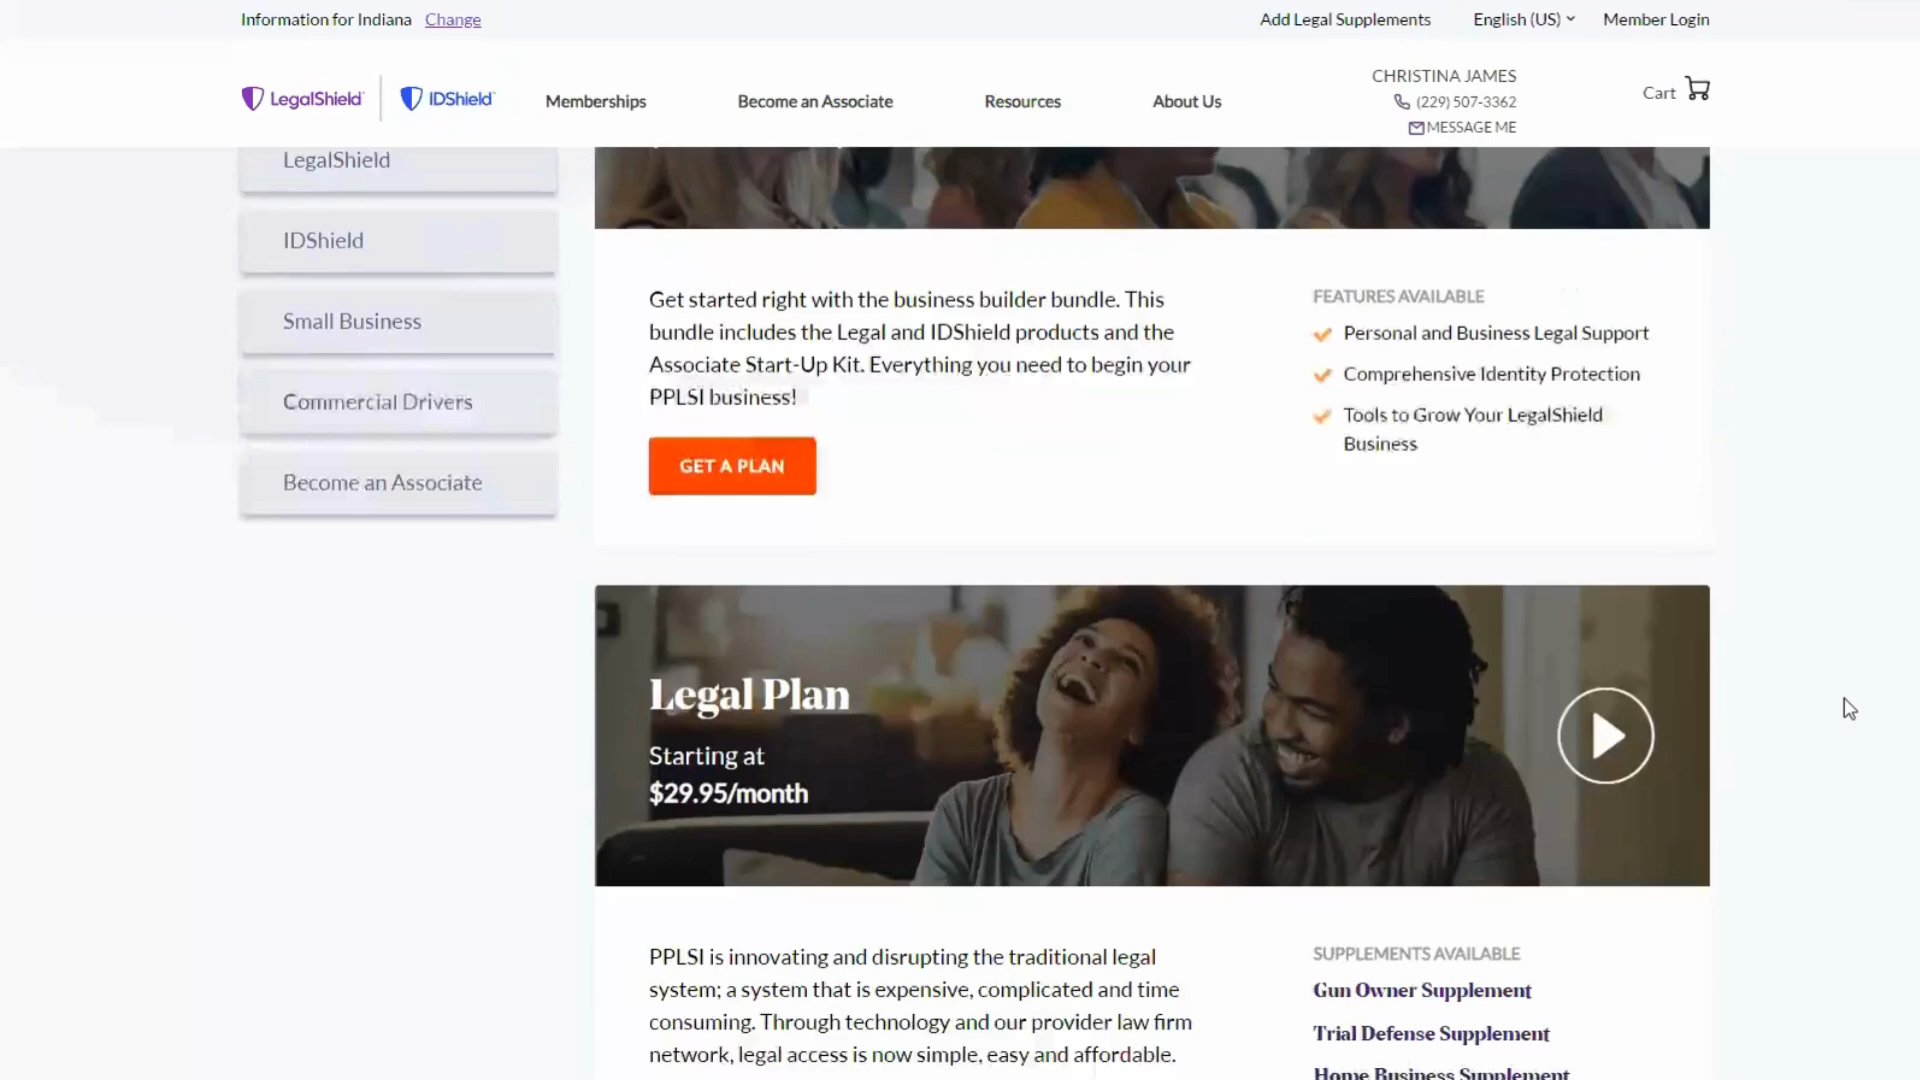 Information for Indiana Change
Add Legal Supplements English (US) Member Login
LegalShield IDShield Memberships Become an Associate Resources About Us
CHRISTINA JAMES
(229) 507-3362
MESSAGE ME
Cart
LegalShield
IDShield
Small Business
Commercial Drivers
Become an Associate
Get started right with the business builder bundle. This
bundle includes the Legal and IDShield products and the
Associate Start-Up Kit. Everything you need to begin your
PPLSI business!
GET A PLAN
FEATURES AVAILABLE
Personal and Business Legal Support
Comprehensive Identity Protection
Tools to Grow Your LegalShield
Business
Legal Plan
Starting at
$29.95/month
PPLSI is innovating and disrupting the traditional legal
system; a system that is expensive, complicated and time
consuming. Through technology and our provider law firm
network, legal access is now simple, easy and affordable.
SUPPLEMENTS AVAILABLE
Gun Owner Supplement
Trial Defense Supplement
Home Business Supplement